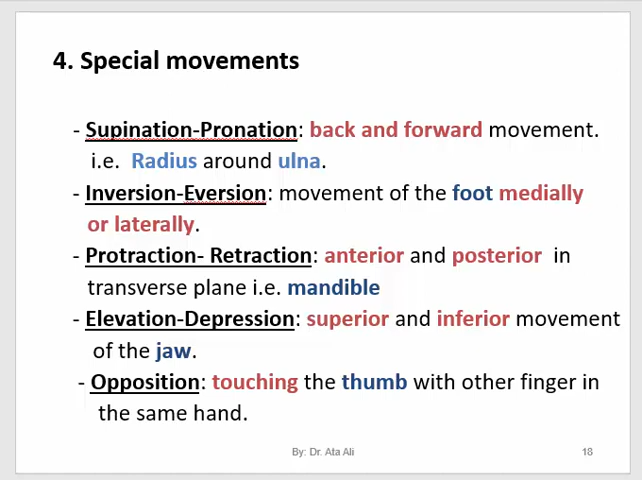 4. Special movements
- Supination-Pronation: back and forward movement.
i.e. Radius around ulna.
- Inversion-Eversion: movement of the foot medially
or laterally.
- Protraction- Retraction: anterior and posterior in
transverse plane i.e. mandible
- Elevation-Depression: superior and inferior movement
of the jaw.
- Opposition: touching the thumb with other finger in
the same hand.
By: Dr. Ata Ali
18